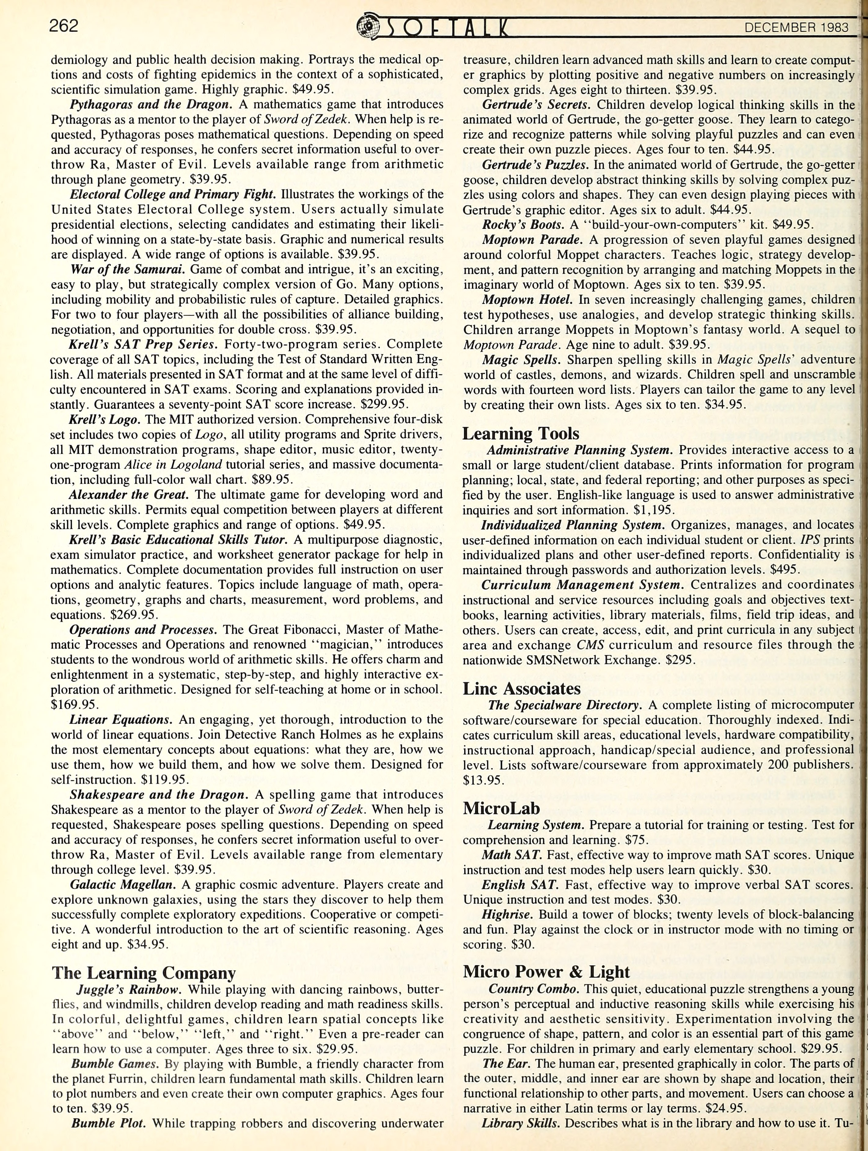 262
SOFTALK
DECEMBER 1983
demiology and public health decision making. Portrays the medical op-
tions and costs of fighting epidemics in the context of a sophisticated,
scientific simulation game. Highly graphic. $49.95.
Pythagoras and the Dragon. A mathematics game that introduces
Pythagoras as a mentor to the player of Sword of Zedek. When help is re-
quested, Pythagoras poses mathematical questions. Depending on speed
and accuracy of responses, he confers secret information useful to over-
throw Ra, Master of Evil. Levels available range from arithmetic
through plane geometry. $39.95.
Electoral College and Primary Fight. Illustrates the workings of the
United States Electoral College system. Users actually simulate
presidential elections, selecting candidates and estimating their likeli-
hood of winning on a state-by-state basis. Graphic and numerical results
are displayed. A wide range of options is available. $39.95.
War of the Samurai. Game of combat and intrigue, it's an exciting,
easy to play, but strategically complex version of Go. Many options,
including mobility and probabilistic rules of capture. Detailed graphics.
For two to four players—with all the possibilities of alliance building,
negotiation, and opportunities for double cross. $39.95.
Krell's SAT Prep Series. Forty-two-program series. Complete
coverage of all SAT topics, including the Test of Standard Written Eng-
lish. All materials presented in SAT format and at the same level of diffi-
culty encountered in SAT exams. Scoring and explanations provided in-
stantly. Guarantees a seventy-point SAT score increase. $299.95.
Krell's Logo. The MIT authorized version. Comprehensive four-disk
set includes two copies of Logo, all utility programs and Sprite drivers,
all MIT demonstration programs, shape editor, music editor, twenty-
one-program Alice in Logoland tutorial series, and massive documenta-
tion, including full-color wall chart. $89.95.
Alexander the Great. The ultimate game for developing word and
arithmetic skills. Permits equal competition between players at different
skill levels. Complete graphics and range of options. $49.95.
Krell's Basic Educational Skills Tutor. A multipurpose diagnostic,
exam simulator practice, and worksheet generator package for help in
mathematics. Complete documentation provides full instruction on user
options and analytic features. Topics include language of math, opera-
tions, geometry, graphs and charts, measurement, word problems, and
equations. $269.95.
Operations and Processes. The Great Fibonacci, Master of Mathe-
matic Processes and Operations and renowned "magician," introduces
students to the wondrous world of arithmetic skills. He offers charm and
enlightenment in a systematic, step-by-step, and highly interactive ex-
ploration of arithmetic. Designed for self-teaching at home or in school.
$169.95.
Linear Equations. An engaging, yet thorough, introduction to the
world of linear equations. Join Detective Ranch Holmes as he explains
the most elementary concepts about equations: what they are, how we
use them, how we build them, and how we solve them. Designed for
self-instruction. $119.95.
Shakespeare and the Dragon. A spelling game that introduces
Shakespeare as a mentor to the player of Sword of Zedek. When help is
requested, Shakespeare poses spelling questions. Depending on speed
and accuracy of responses, he confers secret information useful to over-
throw Ra, Master of Evil. Levels available range from elementary
through college level. $39.95.
Galactic Magellan. A graphic cosmic adventure. Players create and
explore unknown galaxies, using the stars they discover to help them
successfully complete exploratory expeditions. Cooperative or competi-
tive. A wonderful introduction to the art of scientific reasoning. Ages
eight and up. $34.95.
The Learning Company
Juggle's Rainbow. While playing with dancing rainbows, butter-
flies, and windmills, children develop reading and math readiness skills.
In colorful, delightful games, children learn spatial concepts like
"above" and "below," "left," and "right." Even a pre-reader can
learn how to use a computer. Ages three to six. $29.95.
Bumble Games. By playing with Bumble, a friendly character from
the planet Furrin, children learn fundamental math skills. Children learn
to plot numbers and even create their own computer graphics. Ages four
to ten. $39.95.
Bumble Plot. While trapping robbers and discovering underwater
treasure, children learn advanced math skills and learn to create comput-
er graphics by plotting positive and negative numbers on increasingly
complex grids. Ages eight to thirteen. $39.95.
Gertrude's Secrets. Children develop logical thinking skills in the
animated world of Gertrude, the go-getter goose. They learn to catego-
rize and recognize patterns while solving playful puzzles and can even
create their own puzzle pieces. Ages four to ten. $44.95.
Gertrude's Puzzles. In the animated world of Gertrude, the go-getter
goose, children develop abstract thinking skills by solving complex puz-
zles using colors and shapes. They can even design playing pieces with
Gertrude's graphic editor. Ages six to adult. $44.95.
Rocky's Boots. A "build-your-own-computers" kit. $49.95.
Moptown Parade. A progression of seven playful games designed
around colorful Moppet characters. Teaches logic, strategy develop-
ment, and pattern recognition by arranging and matching Moppets in the
imaginary world of Moptown. Ages six to ten. $39.95.
Moptown Hotel. In seven increasingly challenging games, children
test hypotheses, use analogies, and develop strategic thinking skills.
Children arrange Moppets in Moptown's fantasy world. A sequel to
Moptown Parade. Age nine to adult. $39.95.
Magic Spells. Sharpen spelling skills in Magic Spells' adventure
world of castles, demons, and wizards. Children spell and unscramble
words with fourteen word lists. Players can tailor the game to any level
by creating their own lists. Ages six to ten. $34.95.
Learning Tools
Administrative Planning System. Provides interactive access to a
small or large student/client database. Prints information for program
planning; local, state, and federal reporting; and other purposes as speci-
fied by the user. English-like language is used to answer administrative
inquiries and sort information. $1,195.
Individualized Planning System. Organizes, manages, and locates
user-defined information on each individual student or client. IPS prints
individualized plans and other user-defined reports. Confidentiality is
maintained through passwords and authorization levels. $495.
Curriculum Management System. Centralizes and coordinates
instructional and service resources including goals and objectives text-
books, learning activities, library materials, films, field trip ideas, and
others. Users can create, access, edit, and print curricula in any subject
area and exchange CMS curriculum and resource files through the
nationwide SMSNetwork Exchange. $295.
Linc Associates
The Specialware Directory. A complete listing of microcomputer
software/courseware for special education. Thoroughly indexed. Indi-
cates curriculum skill areas, educational levels, hardware compatibility,
instructional approach, handicap/special audience, and professional
level. Lists software/courseware from approximately 200 publishers.
$13.95.
MicroLab
Learning System. Prepare a tutorial for training or testing. Test for
comprehension and learning. $75.
Math SAT. Fast, effective way to improve math SAT scores. Unique
instruction and test modes help users learn quickly. $30.
English SAT. Fast, effective way to improve verbal SAT scores.
Unique instruction and test modes. $30.
Highrise. Build a tower of blocks; twenty levels of block-balancing
and fun. Play against the clock or in instructor mode with no timing or
scoring. $30.
Micro Power & Light
Country Combo. This quiet, educational puzzle strengthens a young
person's perceptual and inductive reasoning skills while exercising his
creativity and aesthetic sensitivity. Experimentation involving the
congruence of shape, pattern, and color is an essential part of this game
puzzle. For children in primary and early elementary school. $29.95.
The Ear. The human ear, presented graphically in color. The parts of
the outer, middle, and inner ear are shown by shape and location, their
functional relationship to other parts, and movement. Users can choose a
narrative in either Latin terms or lay terms. $24.95.
Library Skills. Describes what is in the library and how to use it. Tu-